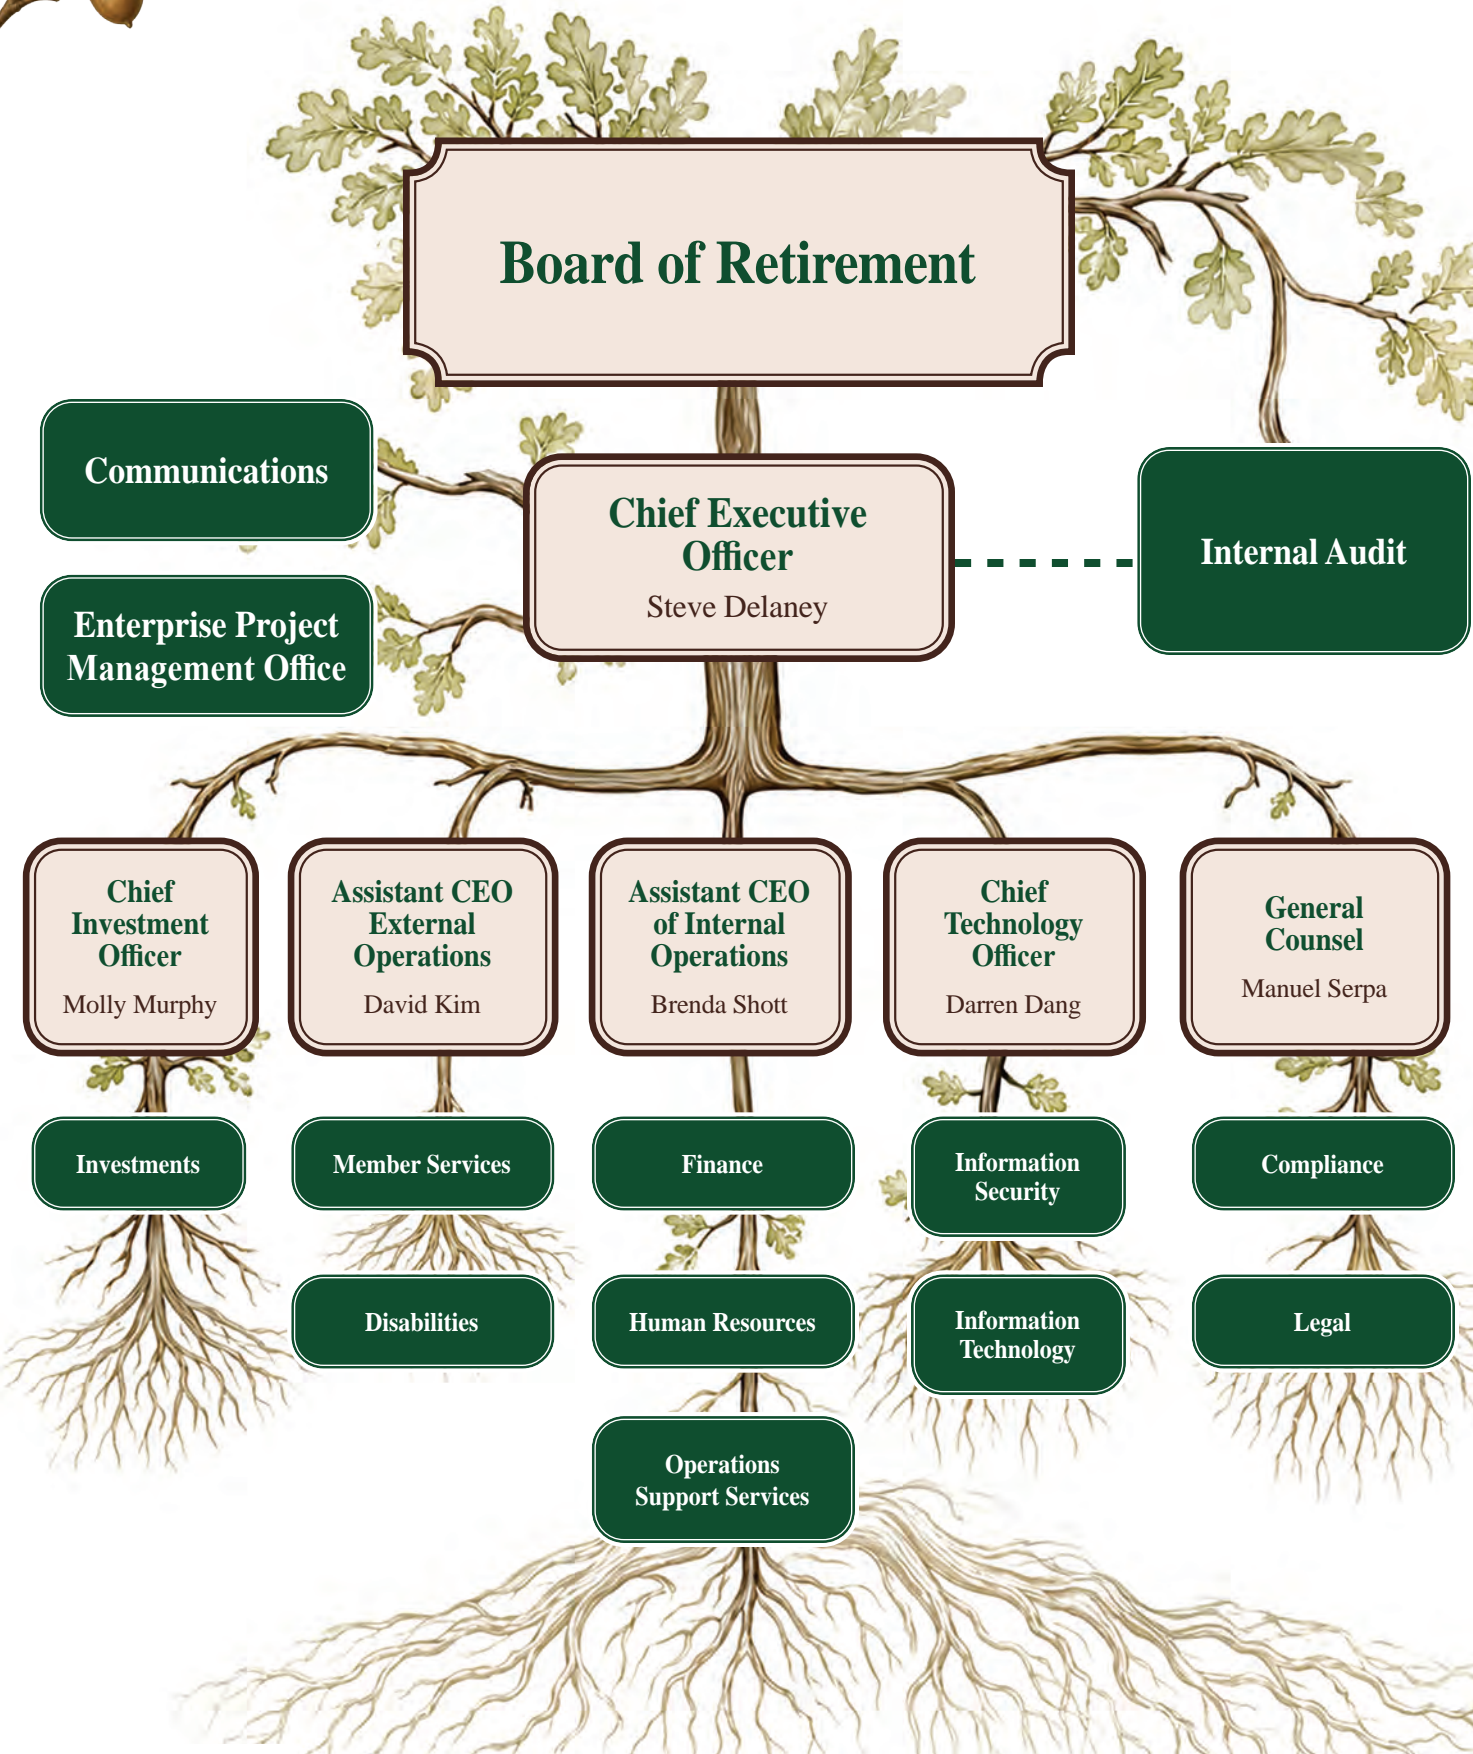 Board of Retirement
Communications
Chief Executive
Officer
Steve Delaney
Internal Audit
Enterprise Project
Management Office
Chief
Investment
Officer
Molly Murphy
Assistant CEO
External
Operations
David Kim
Assistant CEO
of Internal
Operations
Brenda Shott
Chief
Technology
Officer
Darren Dang
General
Counsel
Manuel Serpa
Investments
Member Services
Finance
Information
Security
Compliance
Disabilities
Human Resources
Information
Technology
Legal
Operations
Support Services